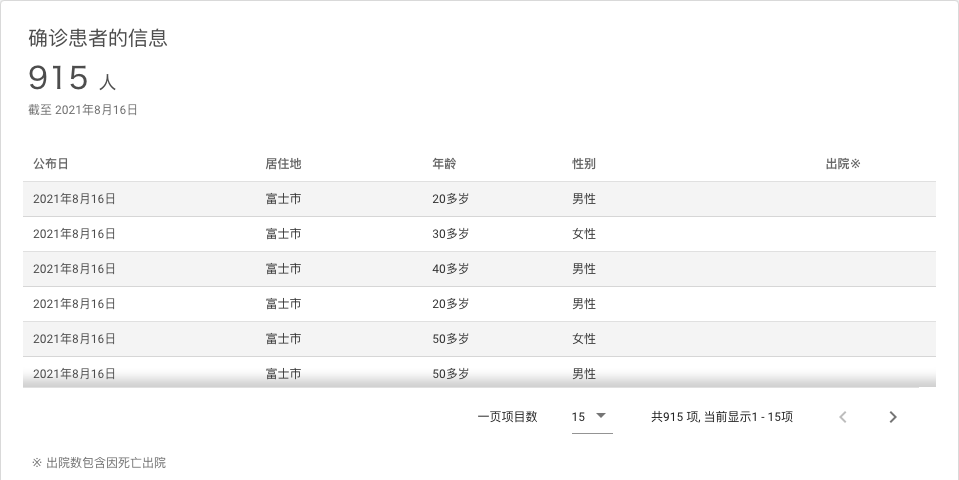 确诊患者的信息
915 人
截至 2021年8月16日
公布日 居住地 年龄 性别 出院※
2021年8月16日 富士市 20多岁 男性
2021年8月16日 富士市 30多岁 女性
2021年8月16日 富士市 40多岁 男性
2021年8月16日 富士市 20多岁 男性
2021年8月16日 富士市 50多岁 女性
2021年8月16日 富士市 50多岁 男性
一页项目数 15 共915 项, 当前显示1 - 15项
※ 出院数包含因死亡出院